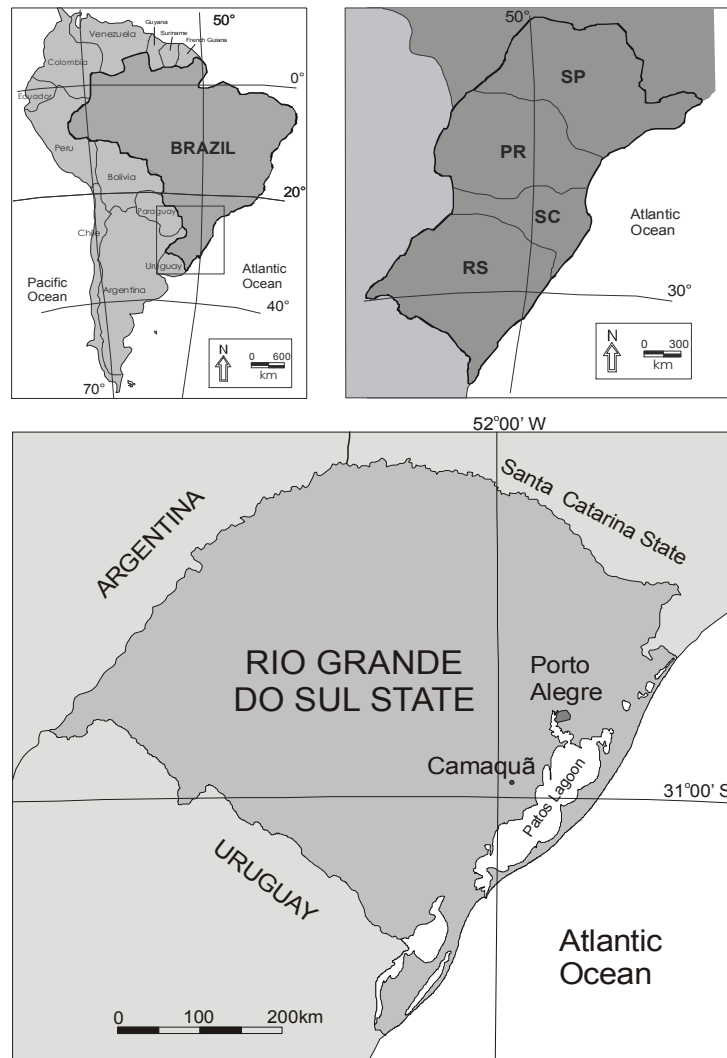 50°
Guyana
Suriname
French Guiana
Venezuela
Colombia
0°
Ecuador
BRAZIL
Peru
Bolivia
20°
Paraguay
Chile
Uruguay
Pacific
Ocean
Atlantic
Ocean
Argentina
40°
N
0 600
km
70°
50°
SP
PR
SC
Atlantic
Ocean
RS
30°
N
0 300
km
52°00' W
Santa Catarina State
ARGENTINA
RIO GRANDE
DO SUL STATE
Porto
Alegre
Camaquã
Patos Lagoon
31°00' S
URUGUAY
Atlantic
Ocean
0 100 200km